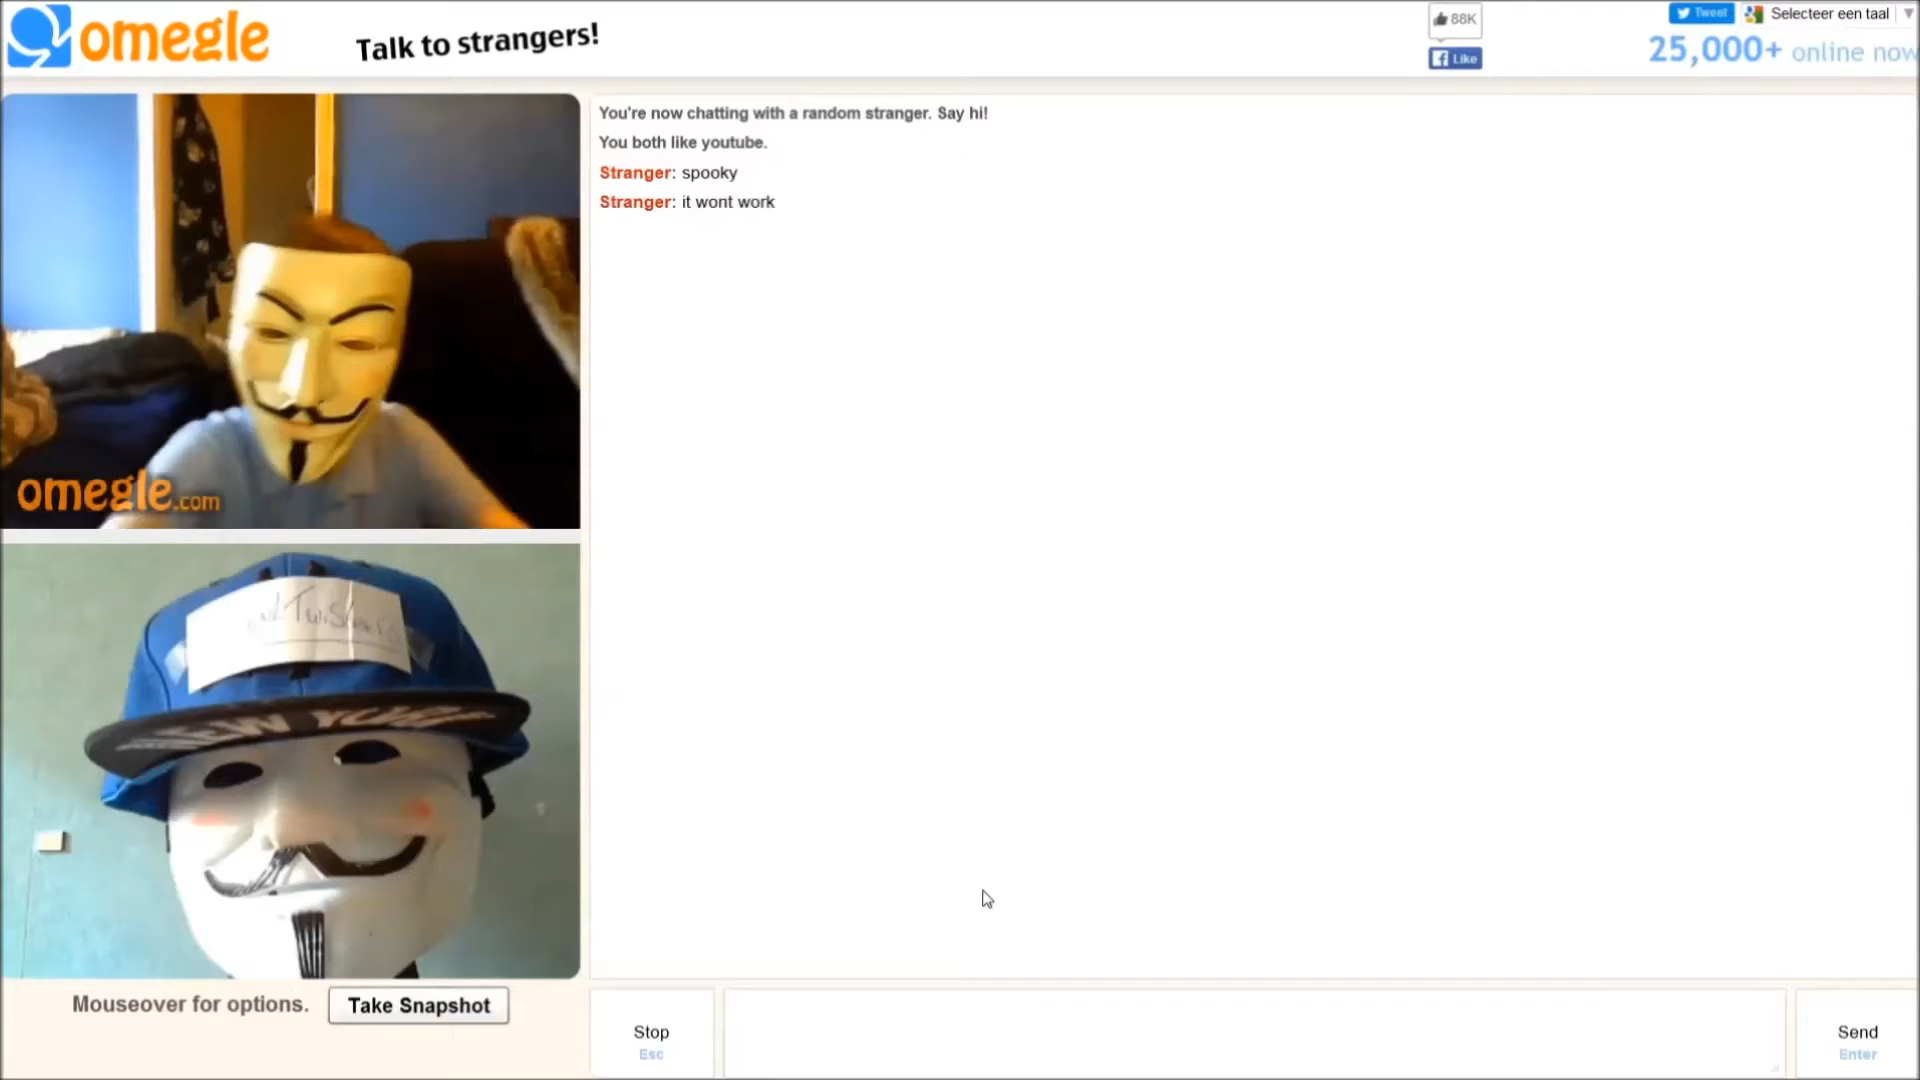 omegle
Talk to strangers!
88K
Like
Tweet
Selecteer een taal
25,000+ online now
You're now chatting with a random stranger. Say hi!
You both like youtube.
Stranger: spooky
Stranger: it wont work
omegle.com
NEW YORK
Mouseover for options.
Take Snapshot
Stop
Esc
Send
Enter